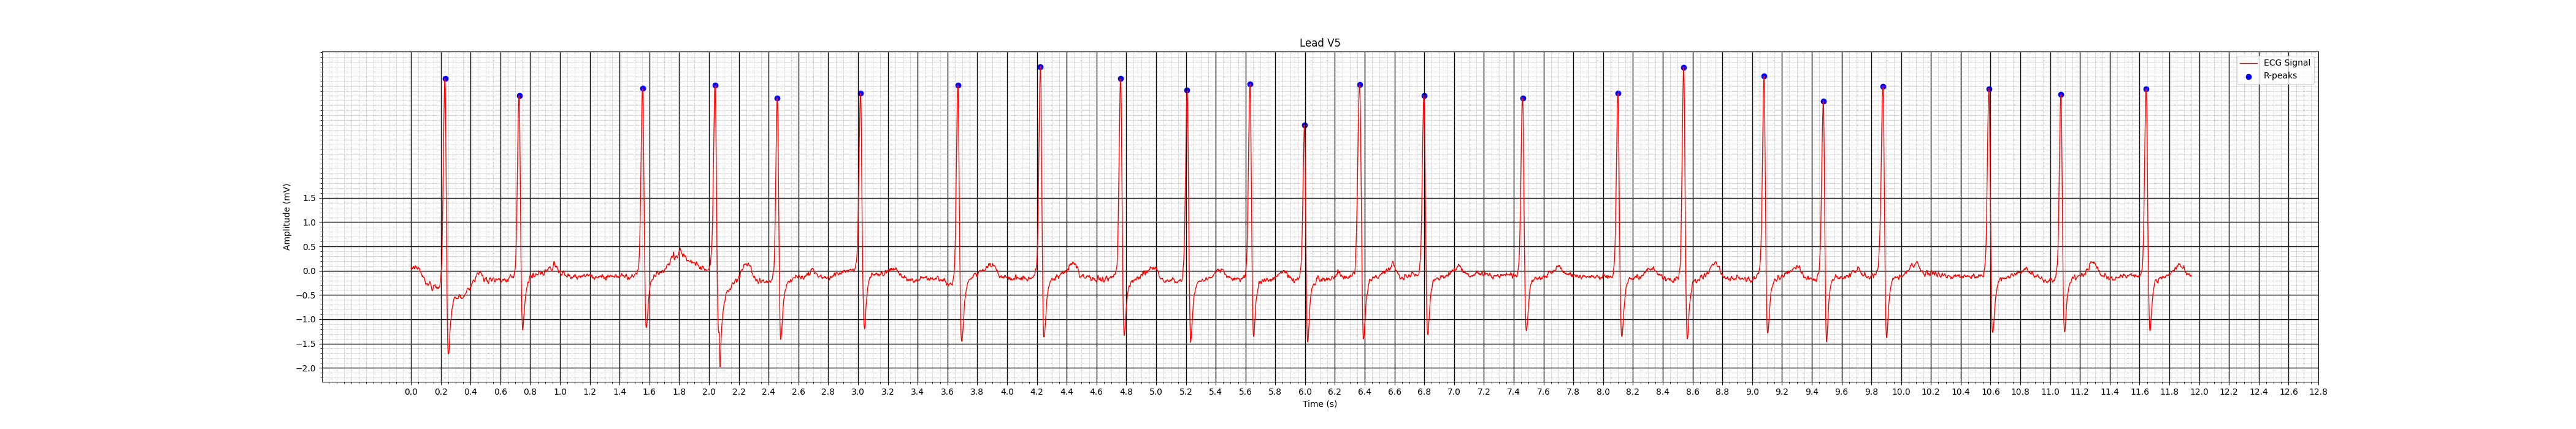 Lead V5
ECG Signal
R-peaks
Amplitude (mV)
1.5
1.0
0.5
0.0
−0.5
−1.0
−1.5
−2.0
0.0 0.2 0.4 0.6 0.8 1.0 1.2 1.4 1.6 1.8 2.0 2.2 2.4 2.6 2.8 3.0 3.2 3.4 3.6 3.8 4.0 4.2 4.4 4.6 4.8 5.0 5.2 5.4 5.6 5.8 6.0 6.2 6.4 6.6 6.8 7.0 7.2 7.4 7.6 7.8 8.0 8.2 8.4 8.6 8.8 9.0 9.2 9.4 9.6 9.8 10.0 10.2 10.4 10.6 10.8 11.0 11.2 11.4 11.6 11.8 12.0 12.2 12.4 12.6 12.8
Time (s)